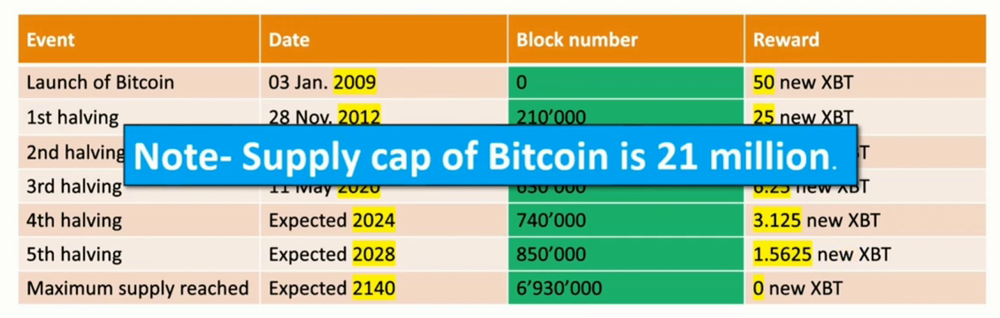 Event Date Block number Reward
Launch of Bitcoin 03 Jan. 2009 0 50 new XBT
1st halving 28 Nov. 2012 210’000 25 new XBT
2nd halving
Note- Supply cap of Bitcoin is 21 million.
3rd halving 11 May 2020 630’000 6.25 new XBT
4th halving Expected 2024 740’000 3.125 new XBT
5th halving Expected 2028 850’000 1.5625 new XBT
Maximum supply reached Expected 2140 6’930’000 0 new XBT